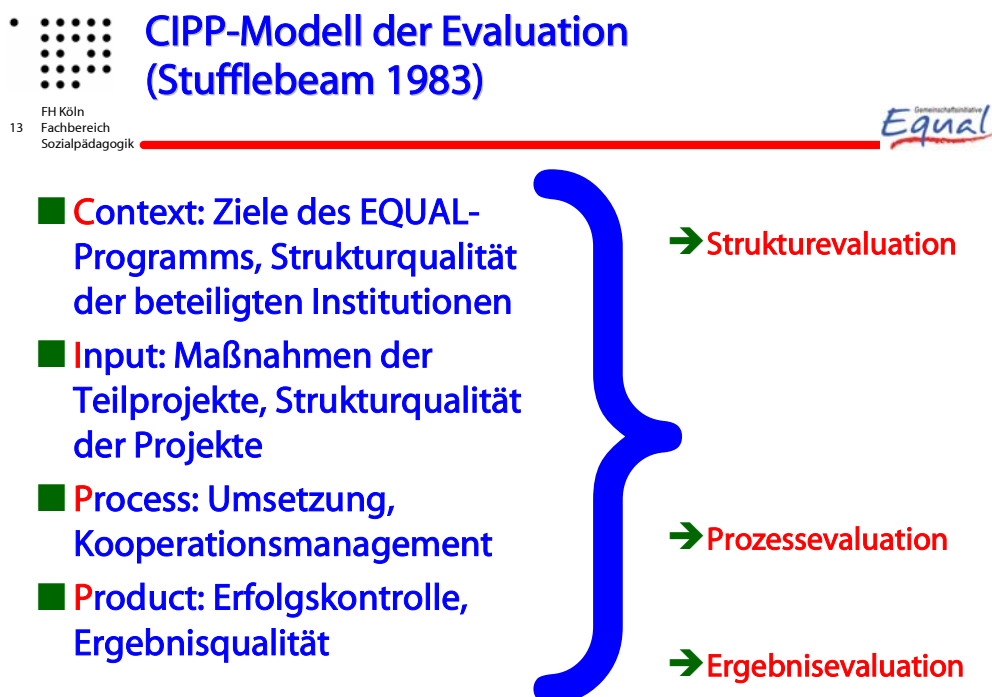 CIPP-Modell der Evaluation
(Stufflebeam 1983)
FH Köln
13 Fachbereich
Sozialpädagogik
Gemeinschaftsinitiative
Equal
Context: Ziele des EQUAL-
Programms, Strukturqualität
der beteiligten Institutionen
Input: Maßnahmen der
Teilprojekte, Strukturqualität
der Projekte
Process: Umsetzung,
Kooperationsmanagement
Product: Erfolgskontrolle,
Ergebnisqualität
Strukturevaluation
Prozessevaluation
Ergebnisevaluation